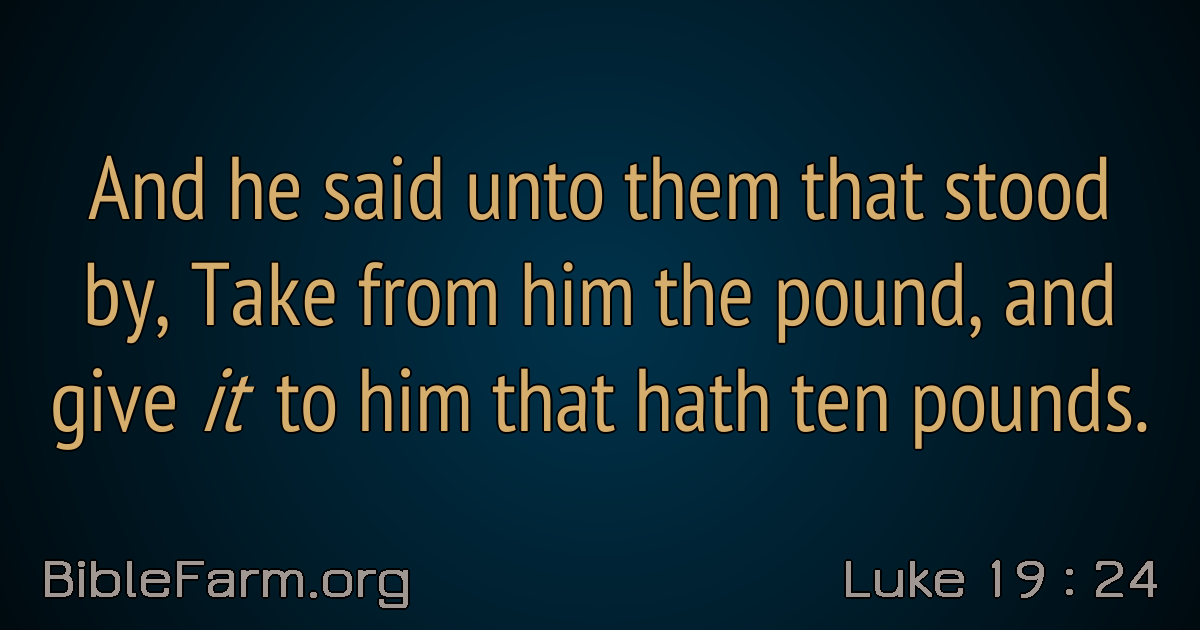 And he said unto them that stood
by, Take from him the pound, and
give it to him that hath ten pounds.
BibleFarm.org
Luke 19 : 24